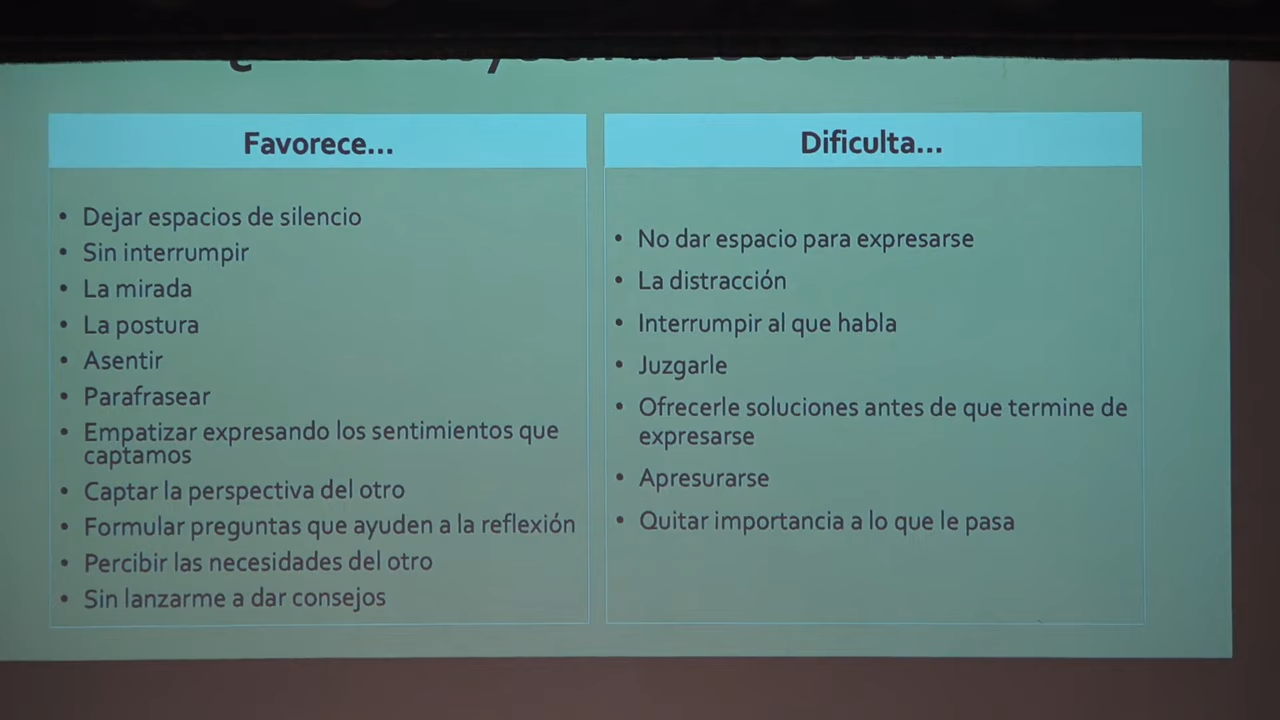 Favorece...
• Dejar espacios de silencio
• Sin interrumpir
• La mirada
• La postura
• Asentir
• Parafrasear
• Empatizar expresando los sentimientos que
captamos
• Captar la perspectiva del otro
• Formular preguntas que ayuden a la reflexión
• Percibir las necesidades del otro
• Sin lanzarme a dar consejos
Dificulta...
• No dar espacio para expresarse
• La distracción
• Interrumpir al que habla
• Juzgarle
• Ofrecerle soluciones antes de que termine de
expresarse
• Apresurarse
• Quitar importancia a lo que le pasa